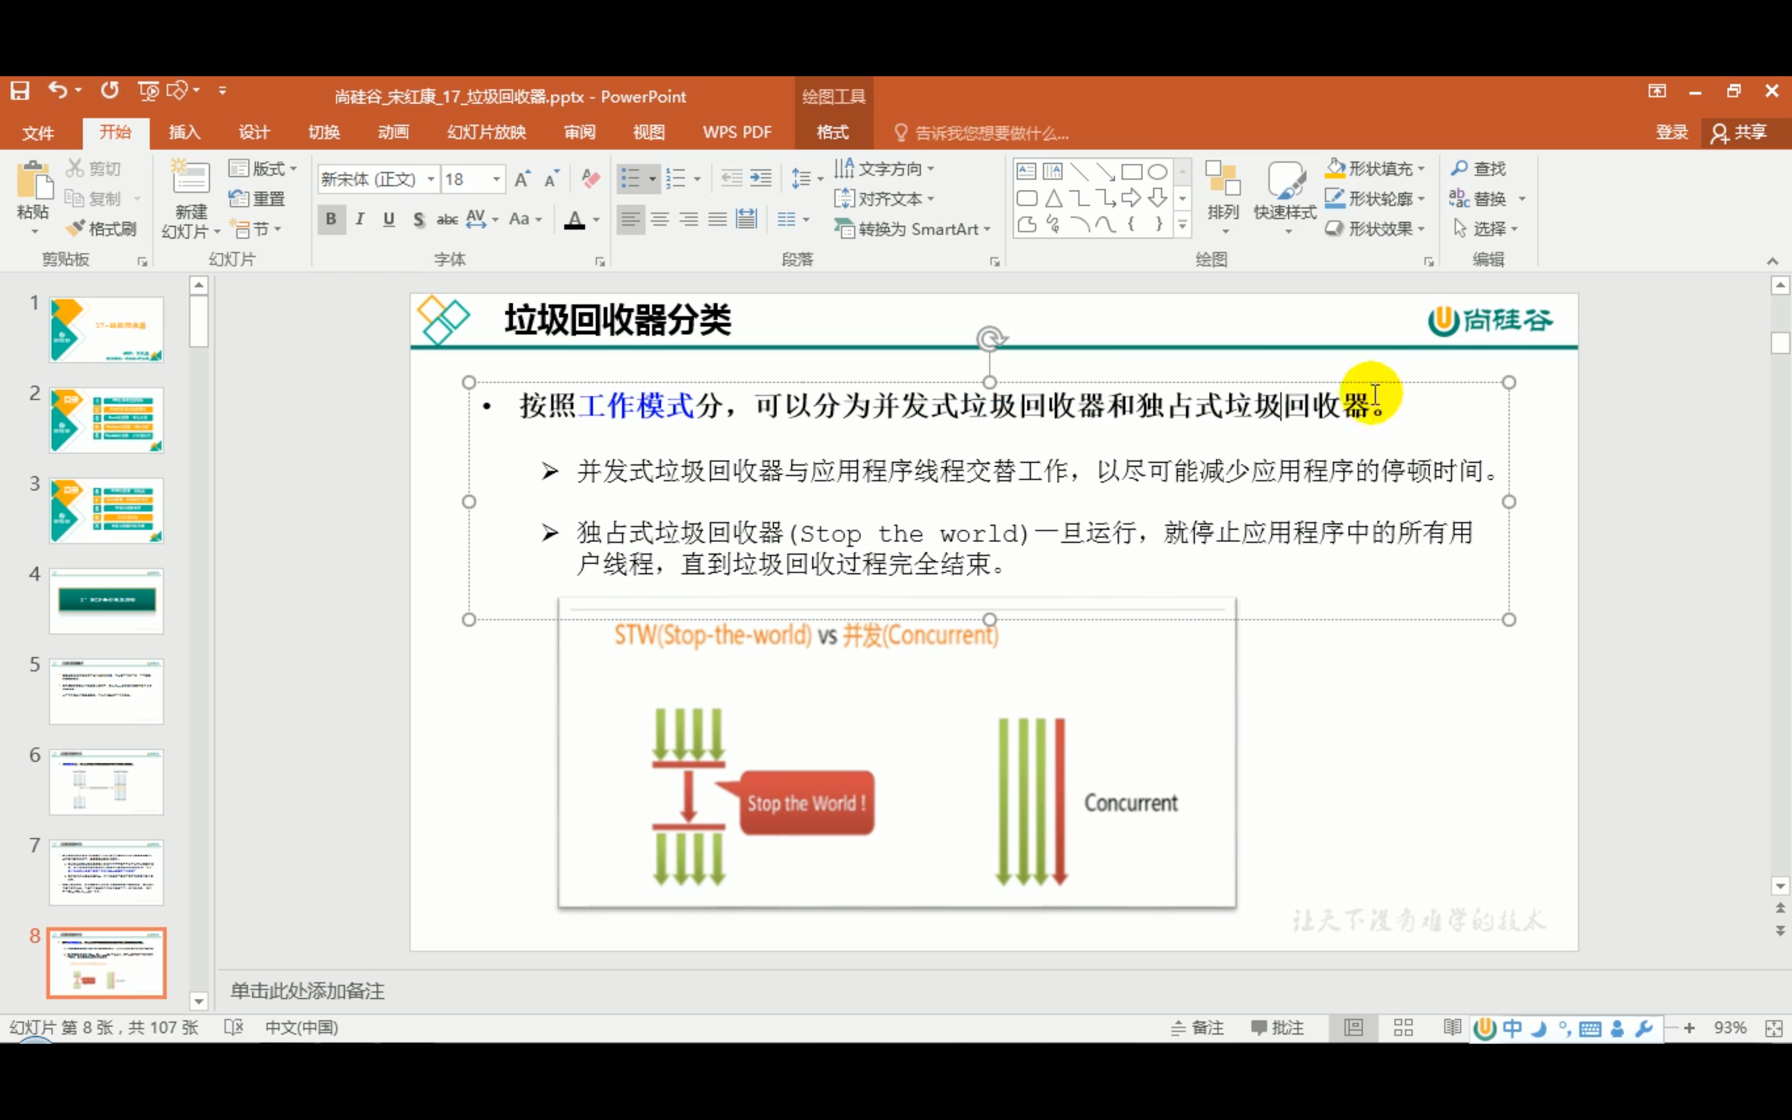 尚硅谷_宋红康_17_垃圾回收器.pptx - PowerPoint
绘图工具
文件 开始 插入 设计 切换 动画 幻灯片放映 审阅 视图 WPS PDF 格式 告诉我您想要做什么... 登录 共享
粘贴 剪切 复制 格式刷
新建 幻灯片 版式 重置 节
新宋体 (正文) 18
B I U S abc AV Aa A
文字方向 对齐文本 转换为 SmartArt
排列 快速样式 形状填充 形状轮廓 形状效果
查找 替换 选择
剪贴板 幻灯片 字体 段落 绘图 编辑
1
2
3
4
5
6
7
8
垃圾回收器分类
尚硅谷
• 按照工作模式分，可以分为并发式垃圾回收器和独占式垃圾回收器。
➢ 并发式垃圾回收器与应用程序线程交替工作，以尽可能减少应用程序的停顿时间。
➢ 独占式垃圾回收器(Stop the world)一旦运行，就停止应用程序中的所有用
户线程，直到垃圾回收过程完全结束。
STW(Stop-the-world) vs 并发(Concurrent)
Stop the World !
Concurrent
让天下没有难学的技术
单击此处添加备注
幻灯片 第 8 张，共 107 张 中文(中国) 备注 批注 中 93%